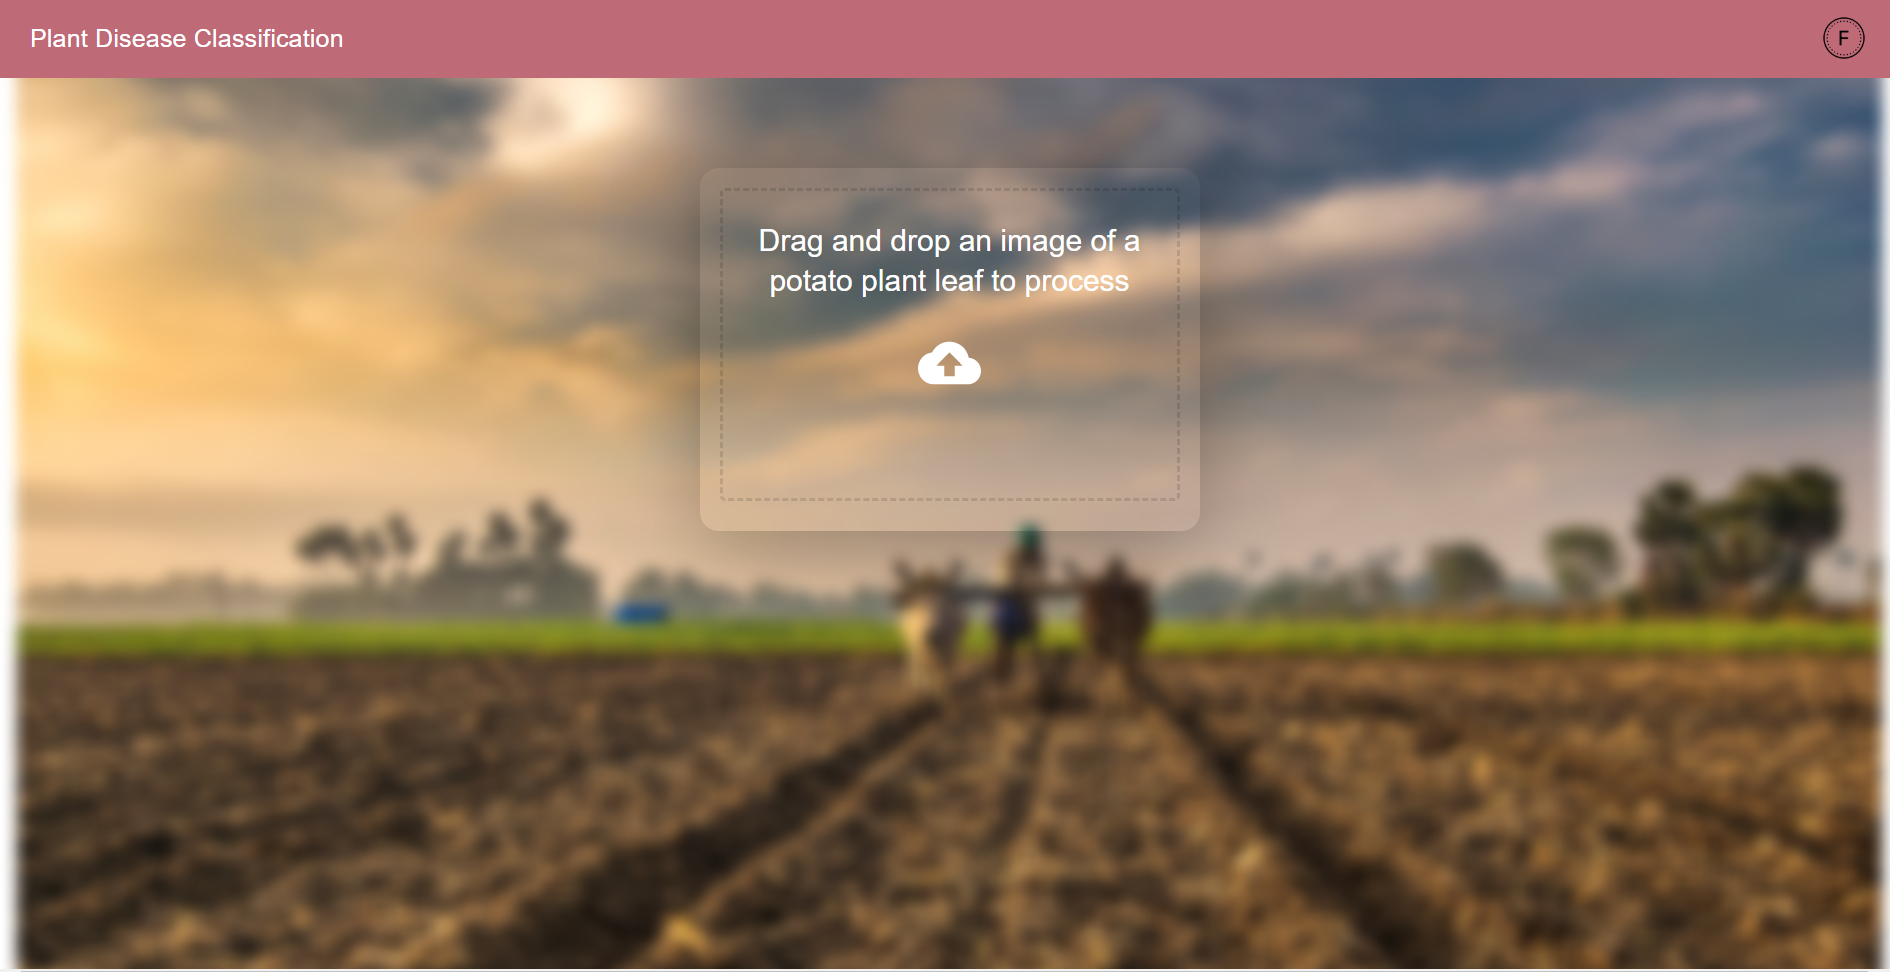 Plant Disease Classification
F
Drag and drop an image of a
potato plant leaf to process